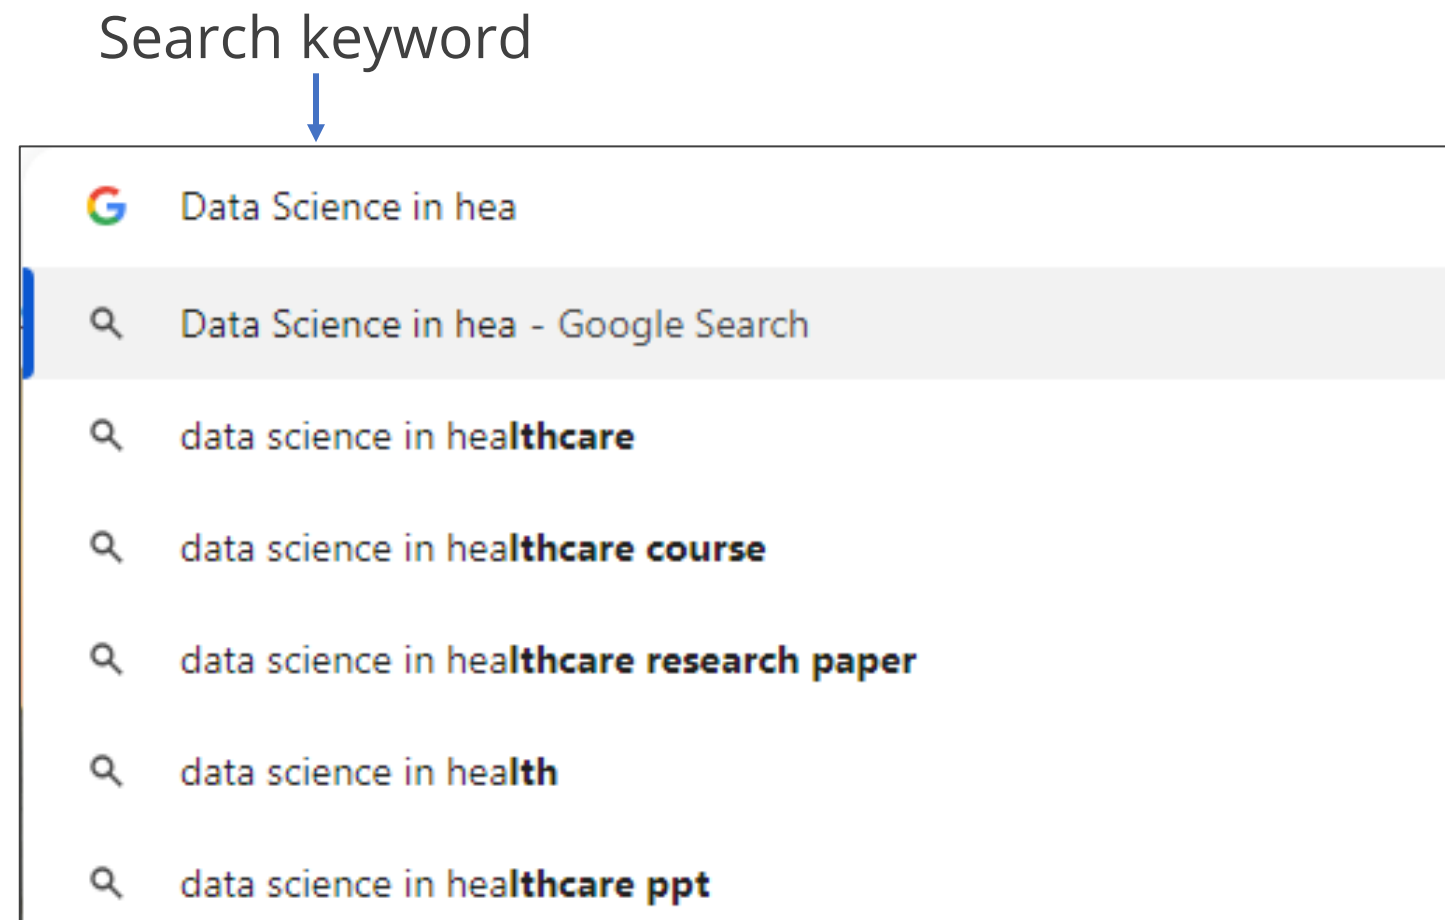 Search keyword
Data Science in hea
Data Science in hea - Google Search
data science in healthcare
data science in healthcare course
data science in healthcare research paper
data science in health
data science in healthcare ppt